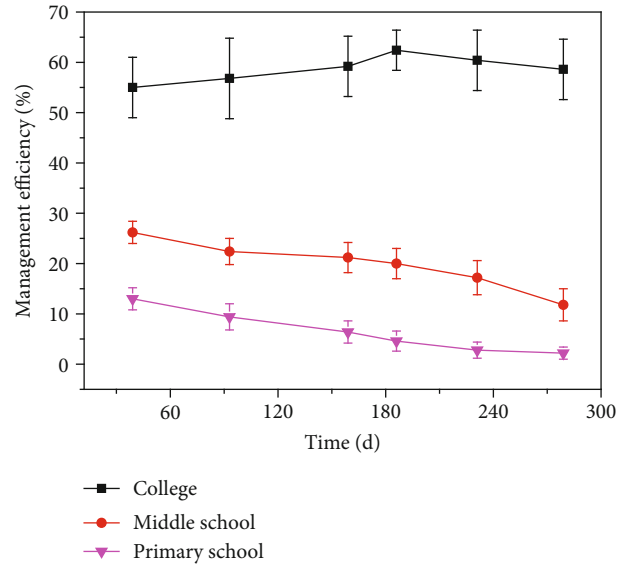 70
60
50
40
30
20
10
0
Management efficiency (%)
60 120 180 240 300
Time (d)
College
Middle school
Primary school